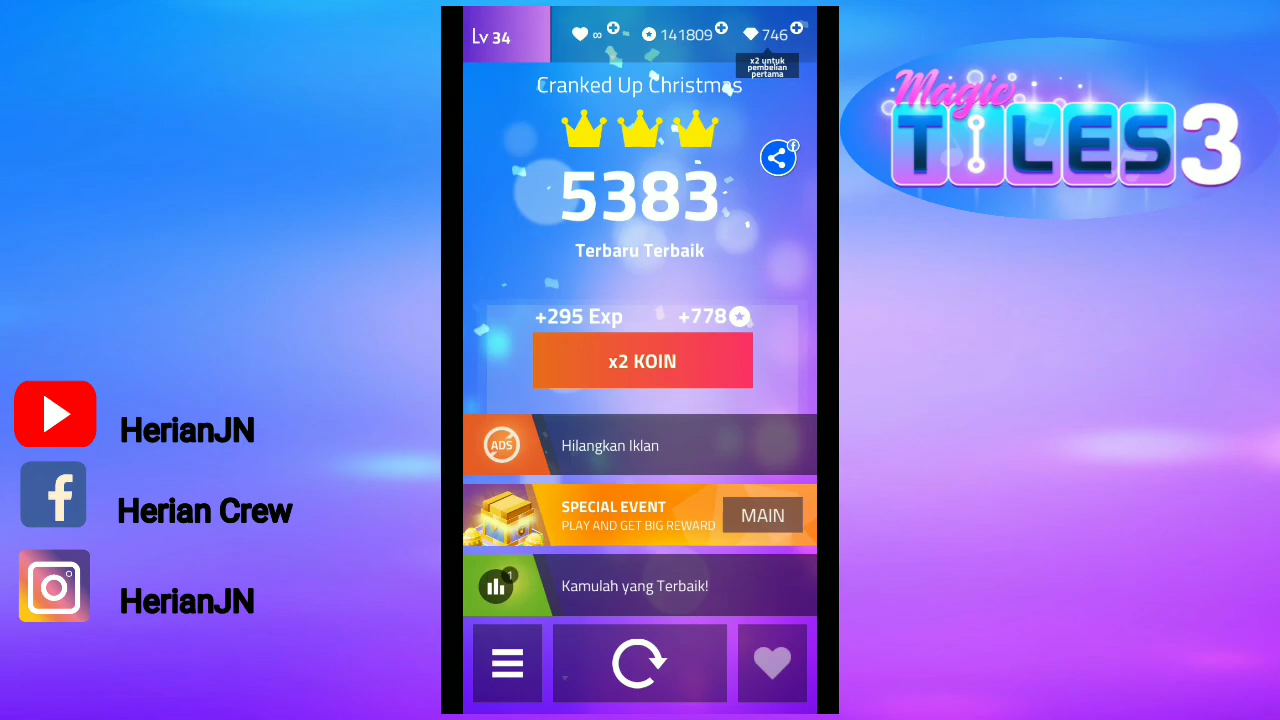 Lv 34
∞
141809
746
x2 untuk
pembelian
pertama
Cranked Up Christmas
f
5383
Terbaru Terbaik
+295 Exp
+778
x2 KOIN
ADS
Hilangkan Iklan
SPECIAL EVENT
PLAY AND GET BIG REWARD
MAIN
1
Kamulah yang Terbaik!
Magic
TILES 3
HerianJN
Herian Crew
HerianJN